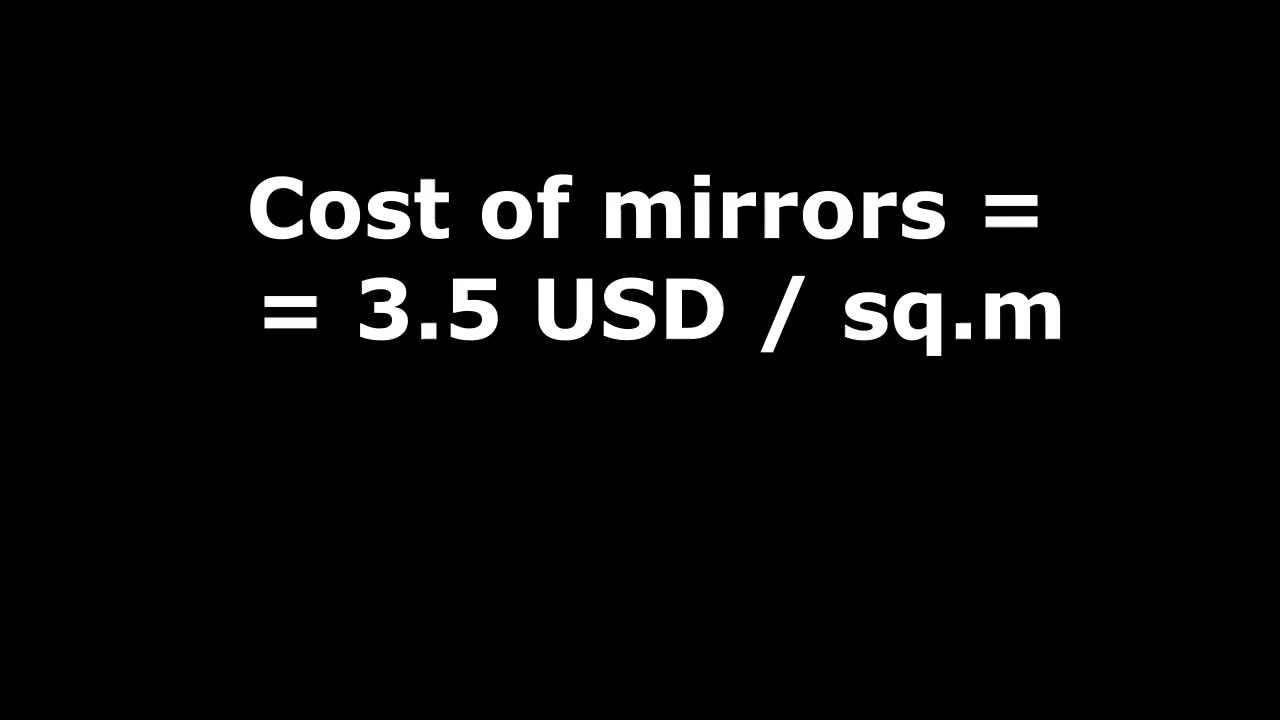 Cost of mirrors =
= 3.5 USD / sq.m